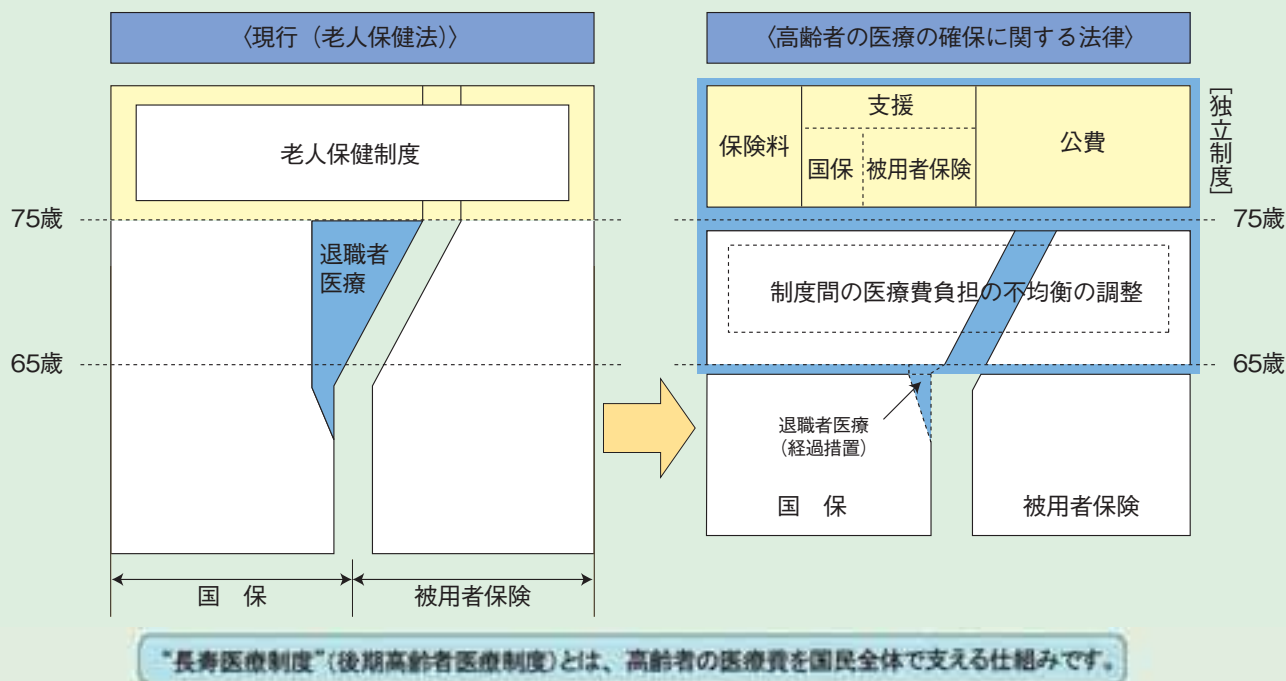 〈現行（老人保健法）〉
老人保健制度
75歳
退職者
医療
65歳
国　保
被用者保険
〈高齢者の医療の確保に関する法律〉
［独立制度］
保険料
支援
国保
被用者保険
公費
75歳
制度間の医療費負担の不均衡の調整
65歳
退職者医療
（経過措置）
国　保
被用者保険
“長寿医療制度”(後期高齢者医療制度)とは、高齢者の医療費を国民全体で支える仕組みです。